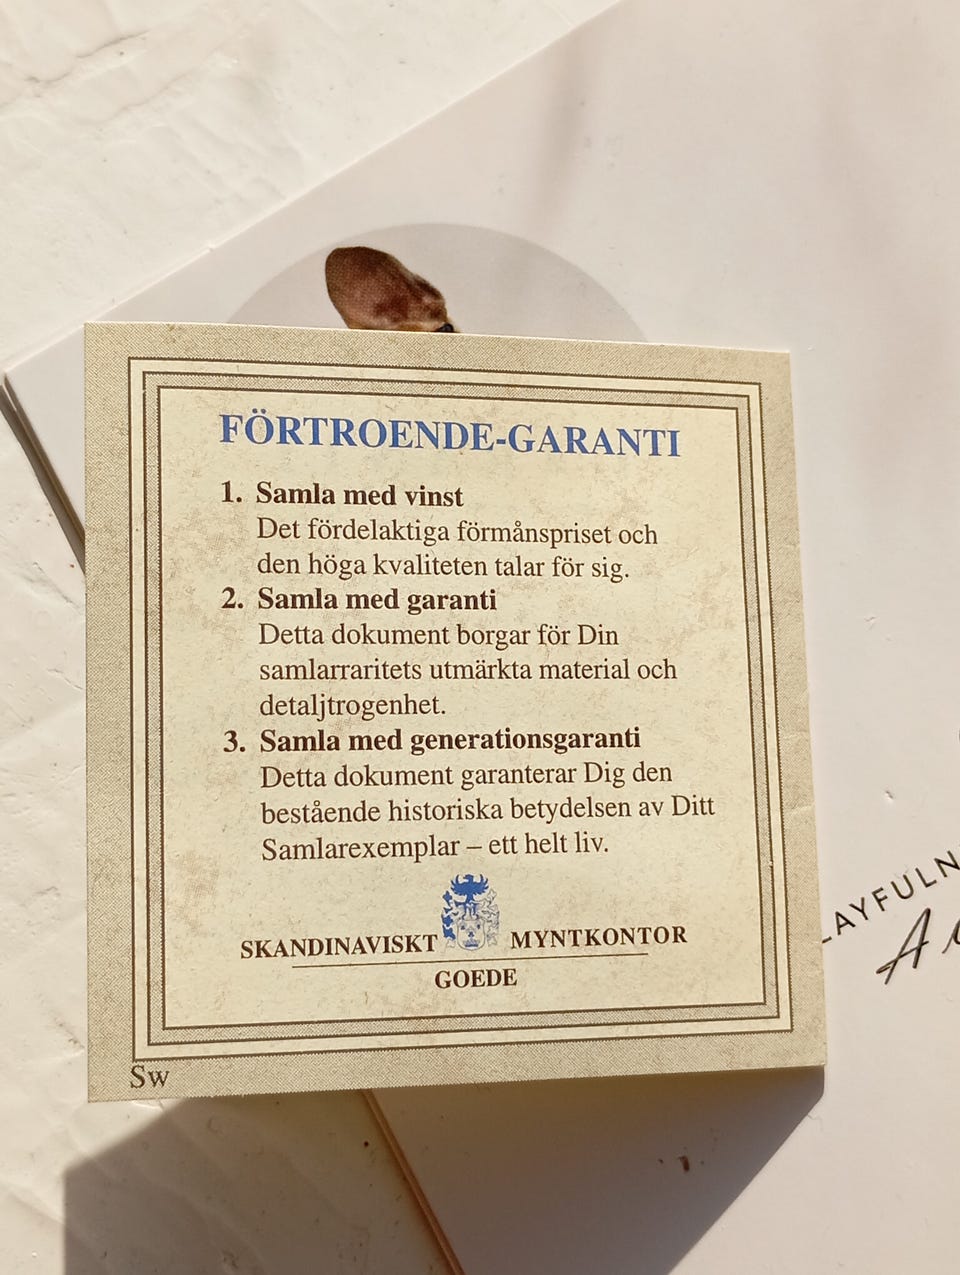 FÖRTROENDE-GARANTI
1. Samla med vinst
Det fördelaktiga förmånspriset och
den höga kvaliteten talar för sig.
2. Samla med garanti
Detta dokument borgar för Din
samlarraritets utmärkta material och
detaljtrogenhet.
3. Samla med generationsgaranti
Detta dokument garanterar Dig den
bestående historiska betydelsen av Ditt
Samlarexemplar – ett helt liv.
SKANDINAVISKT MYNTKONTOR
GOEDE
Sw